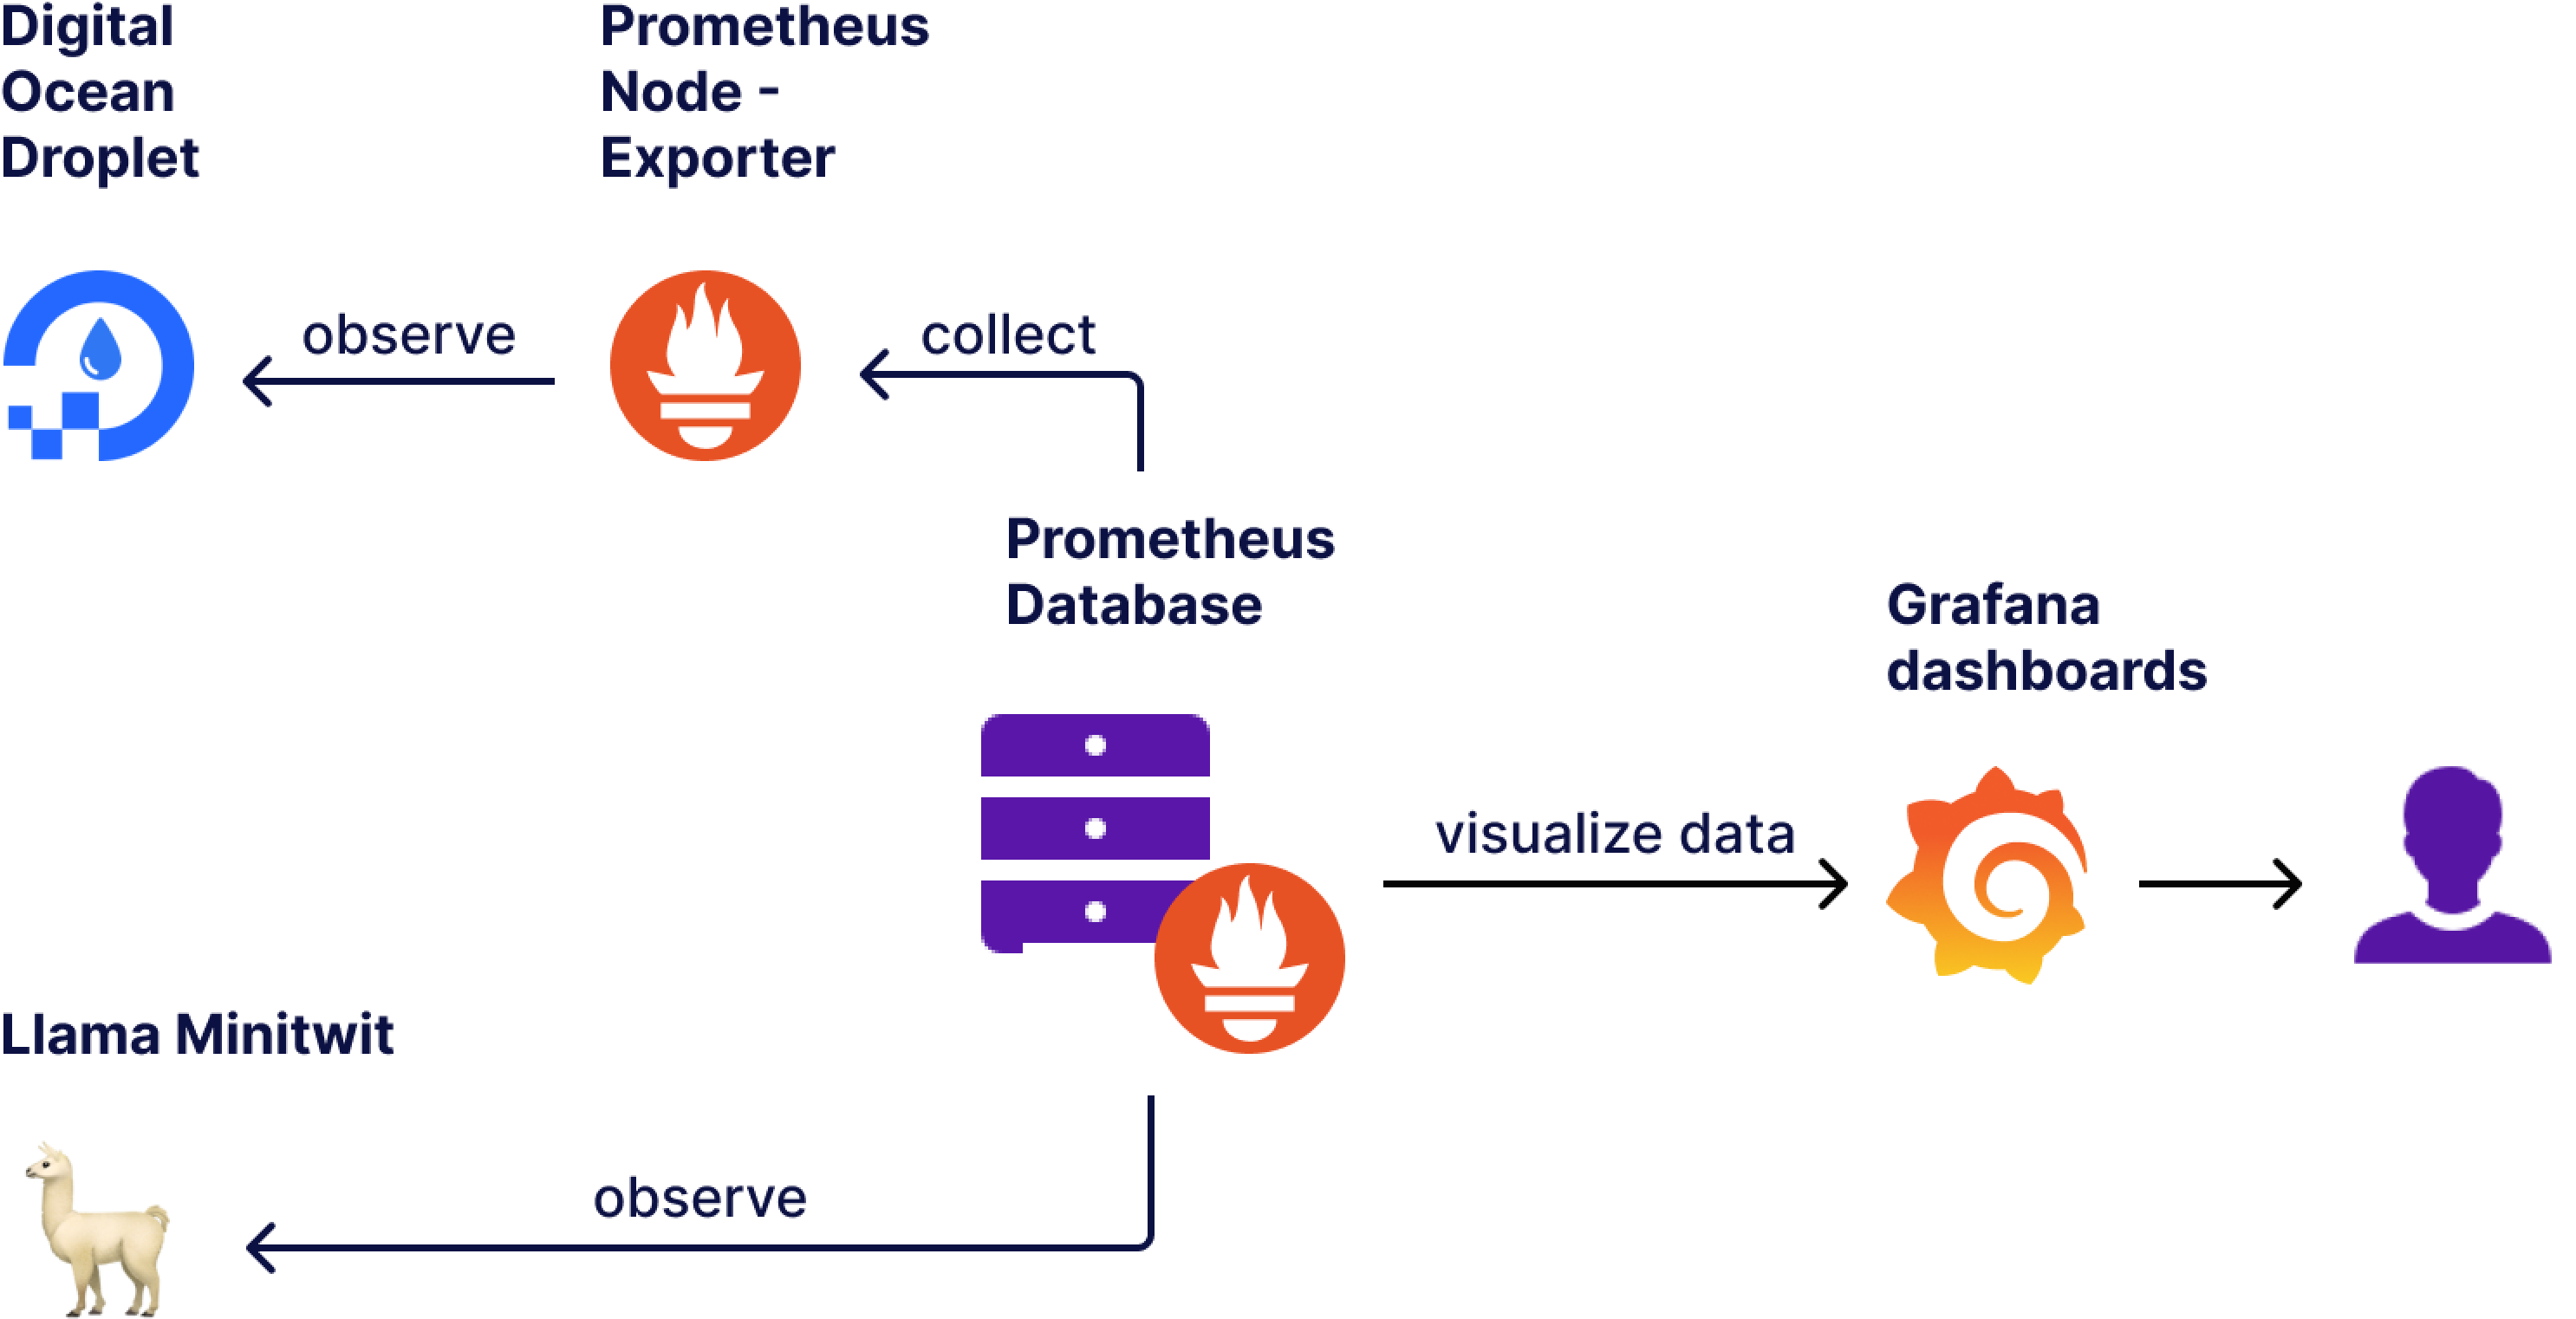 Digital
Ocean
Droplet
Prometheus
Node -
Exporter
observe
collect
Prometheus
Database
Grafana
dashboards
visualize data
Llama Minitwit
observe